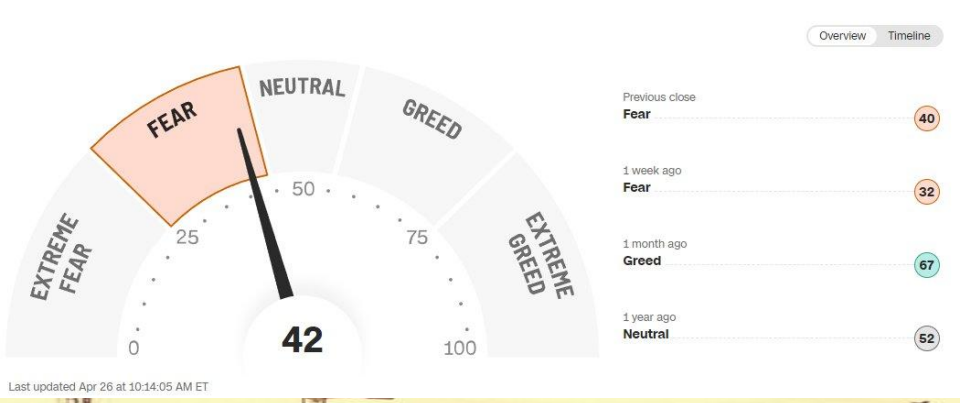 Overview Timeline
EXTREME
FEAR
FEAR
NEUTRAL
GREED
EXTREME
GREED
0
25
50
75
100
42
Previous close
Fear 40
1 week ago
Fear 32
1 month ago
Greed 67
1 year ago
Neutral 52
Last updated Apr 26 at 10:14:05 AM ET